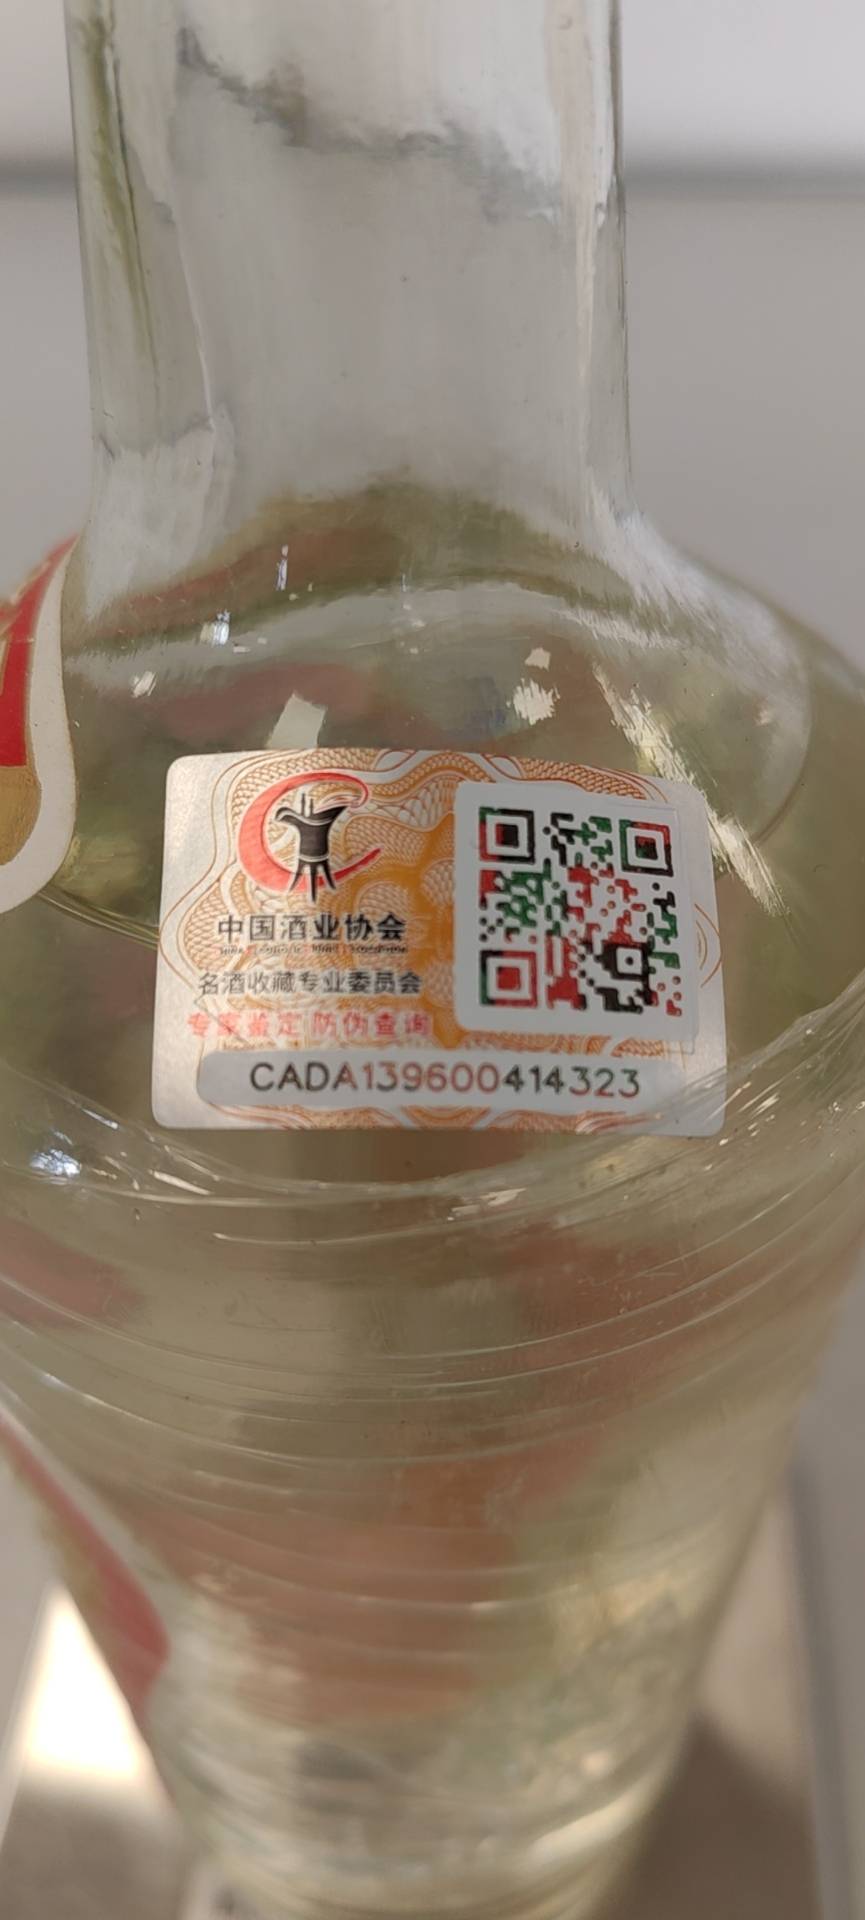 中国酒业协会
名酒收藏专业委员会
专家鉴定 防伪查询
CADA139600414323